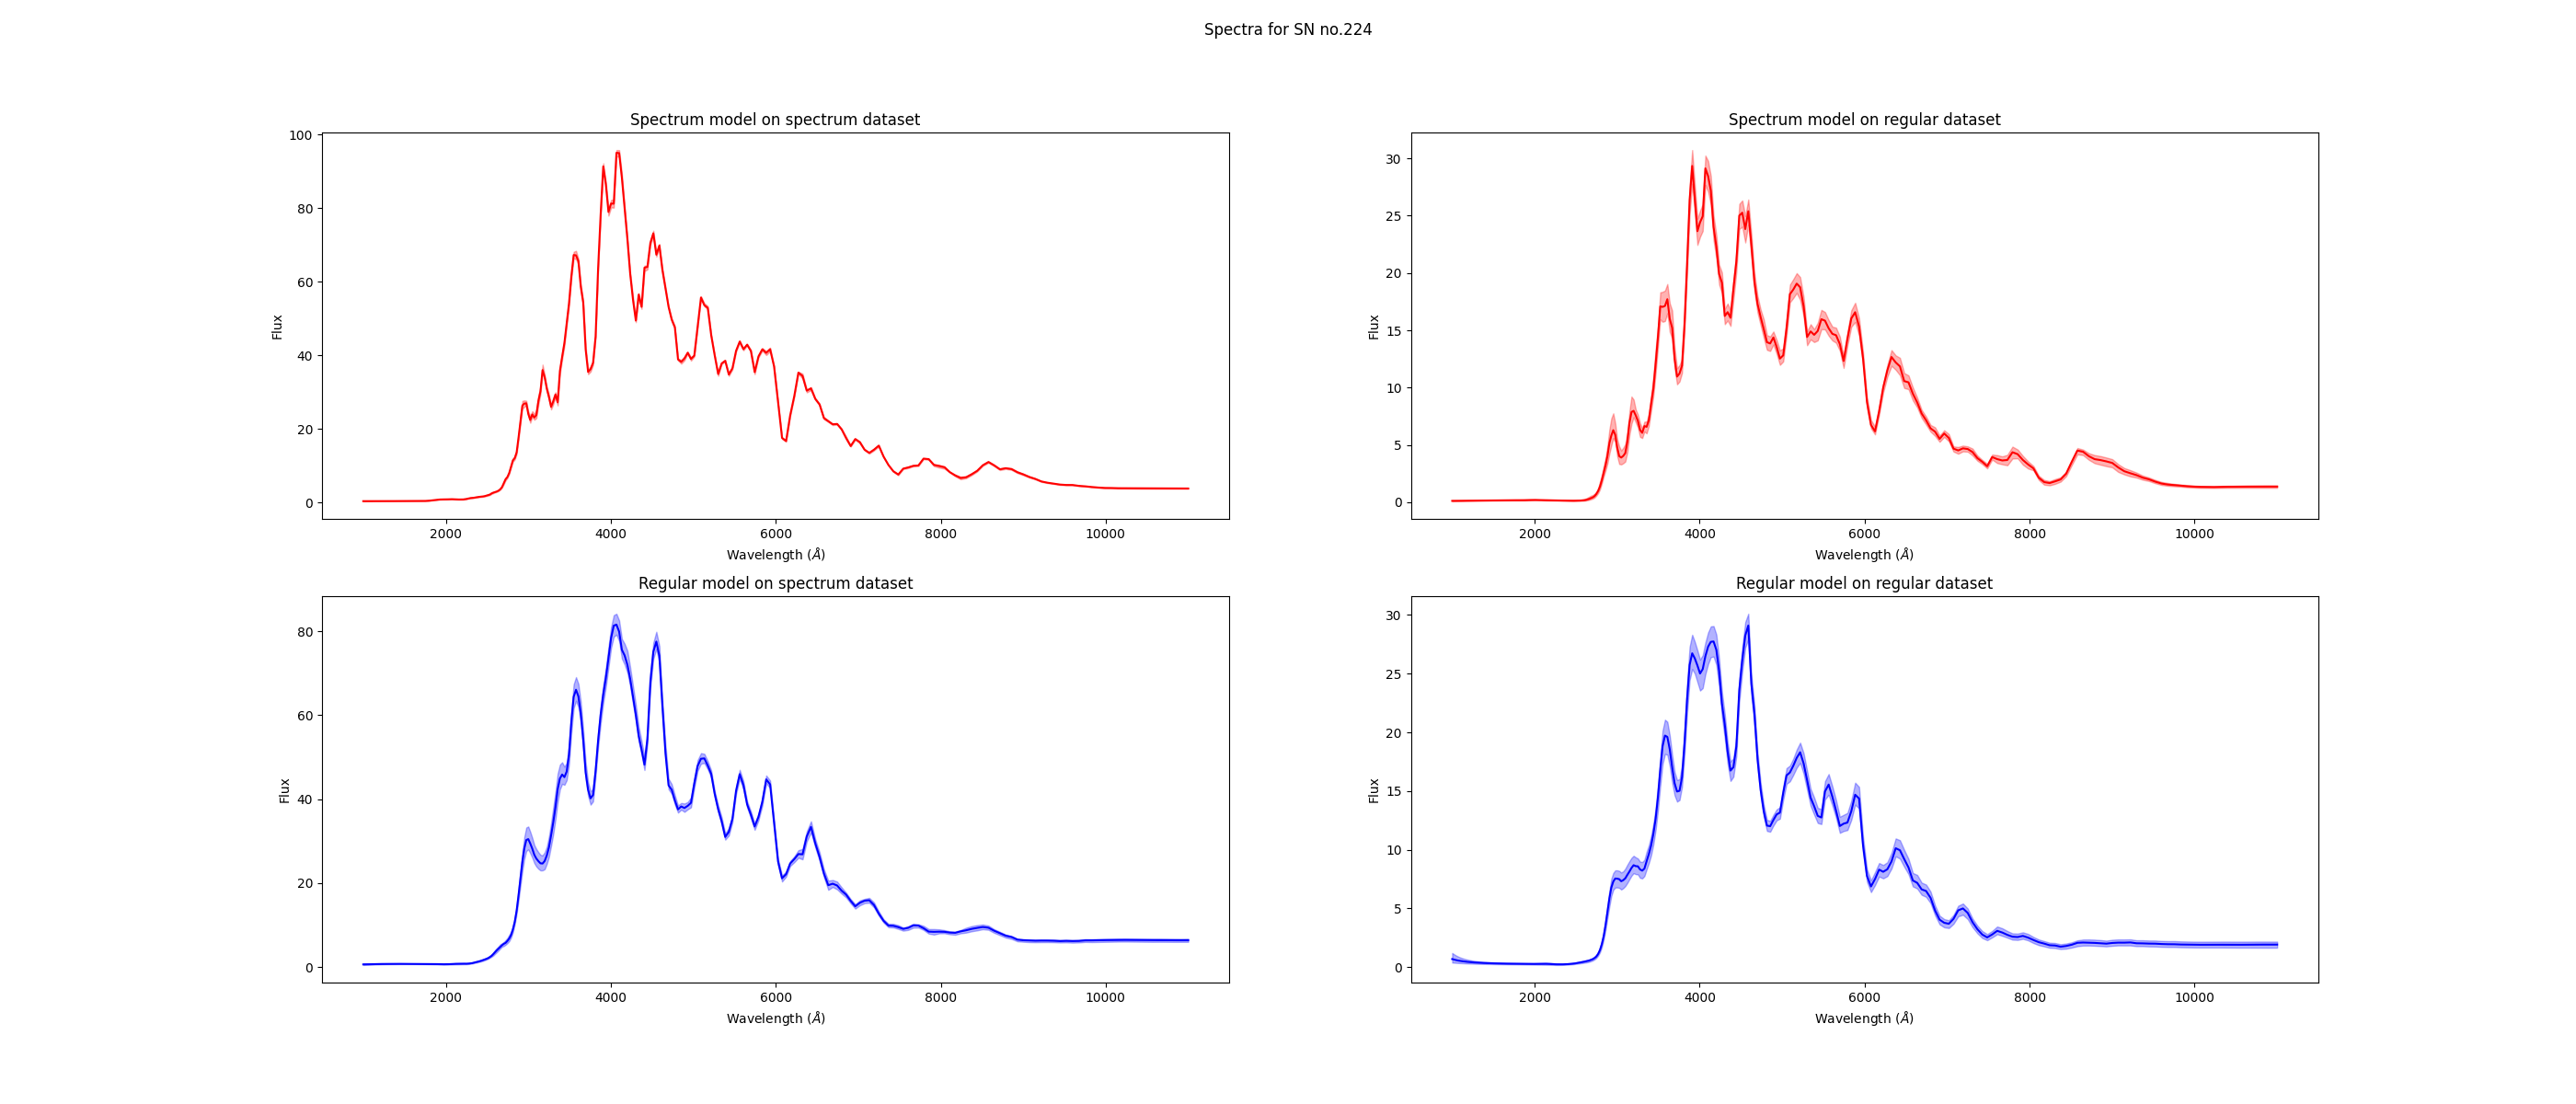 Spectra for SN no.224
Spectrum model on spectrum dataset
100
80
60
40
20
0
Flux
2000 4000 6000 8000 10000
Wavelength (Å)
Spectrum model on regular dataset
30
25
20
15
10
5
0
Flux
2000 4000 6000 8000 10000
Wavelength (Å)
Regular model on spectrum dataset
80
60
40
20
0
Flux
2000 4000 6000 8000 10000
Wavelength (Å)
Regular model on regular dataset
30
25
20
15
10
5
0
Flux
2000 4000 6000 8000 10000
Wavelength (Å)